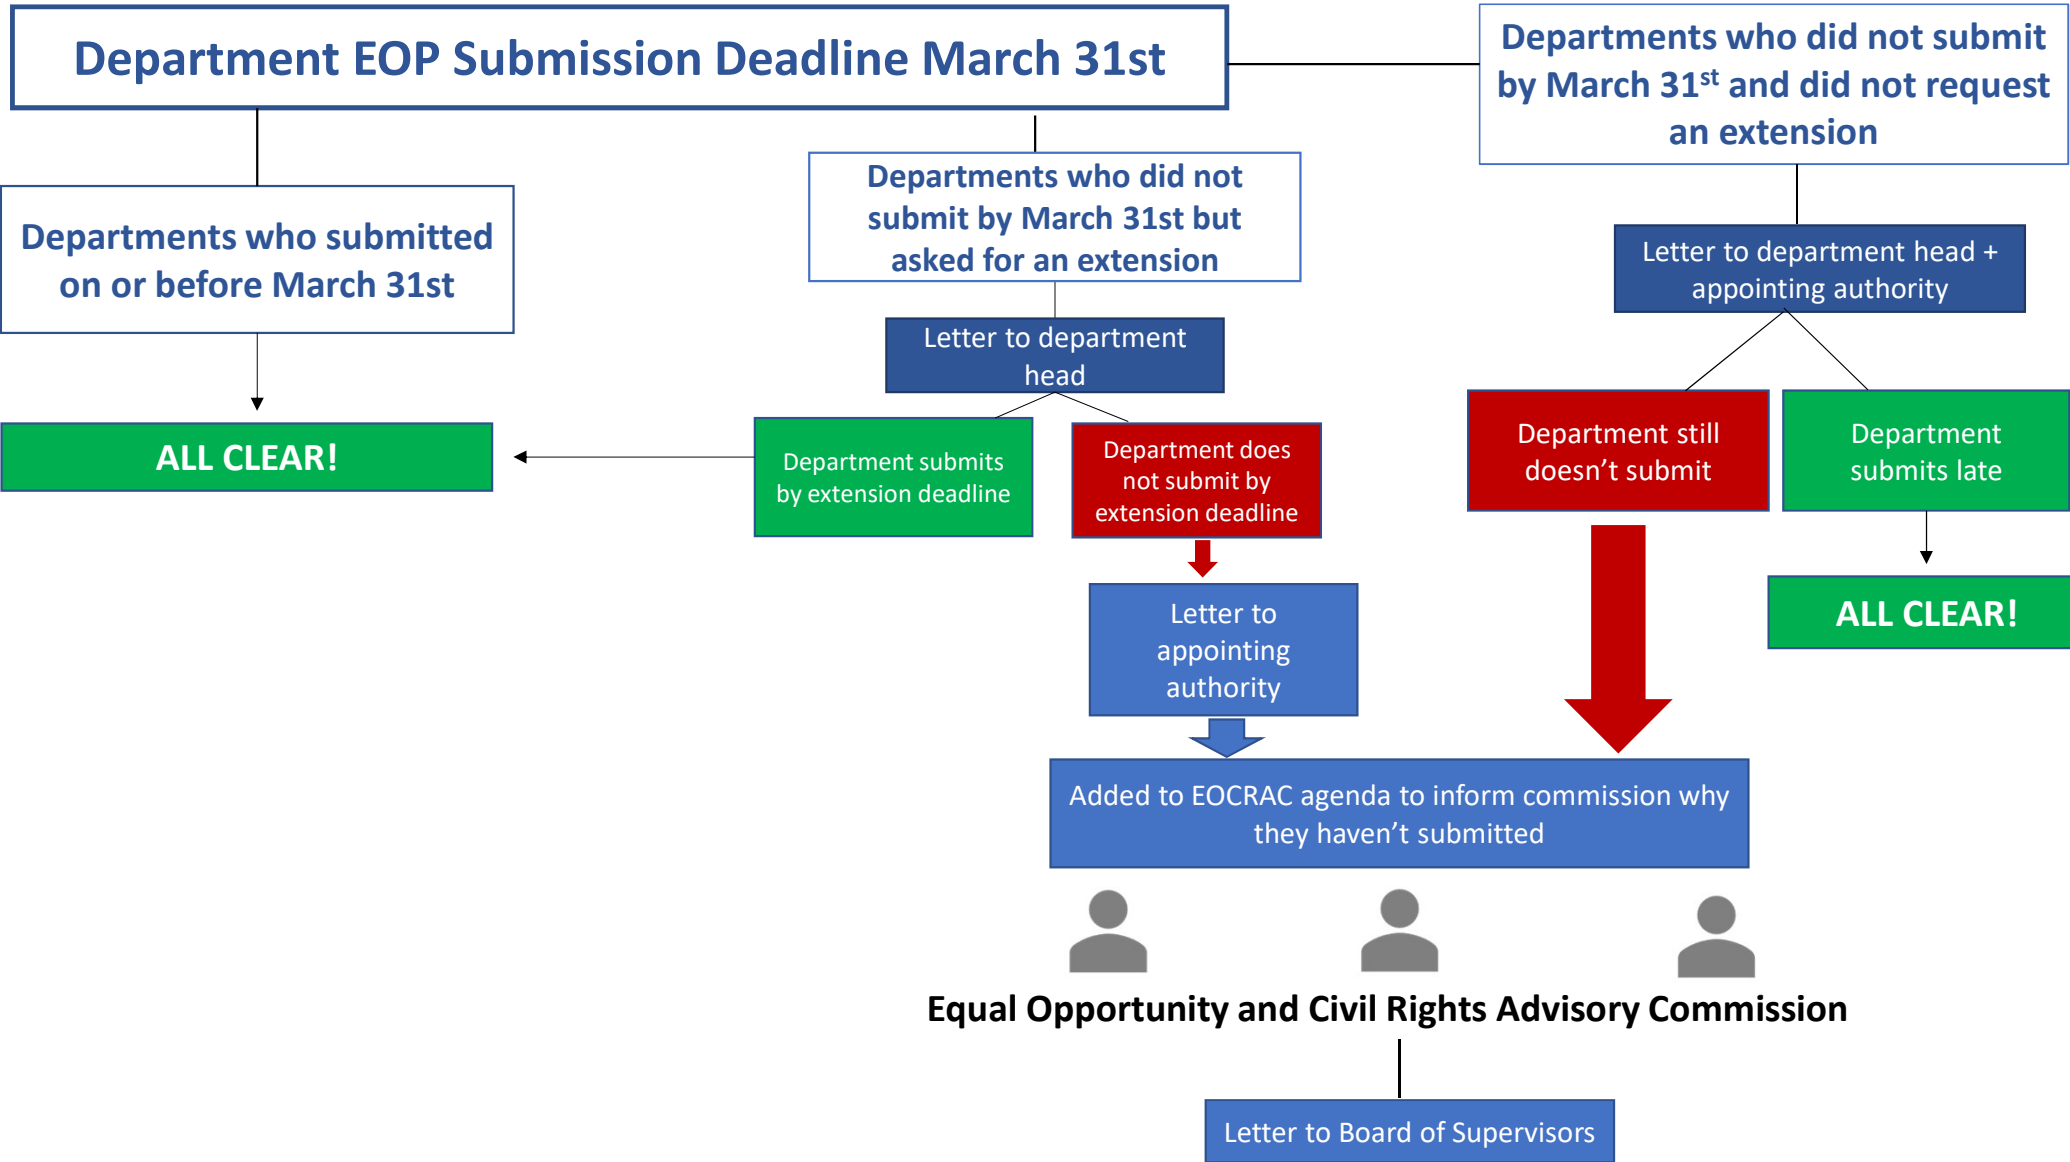 Department EOP Submission Deadline March 31st
Departments who did not submit
by March 31st and did not request
an extension
Departments who submitted
on or before March 31st
Departments who did not
submit by March 31st but
asked for an extension
Letter to department head +
appointing authority
Letter to department
head
ALL CLEAR!
Department submits
by extension deadline
Department does
not submit by
extension deadline
Department still
doesn’t submit
Department
submits late
Letter to
appointing
authority
ALL CLEAR!
Added to EOCRAC agenda to inform commission why
they haven’t submitted
Equal Opportunity and Civil Rights Advisory Commission
Letter to Board of Supervisors